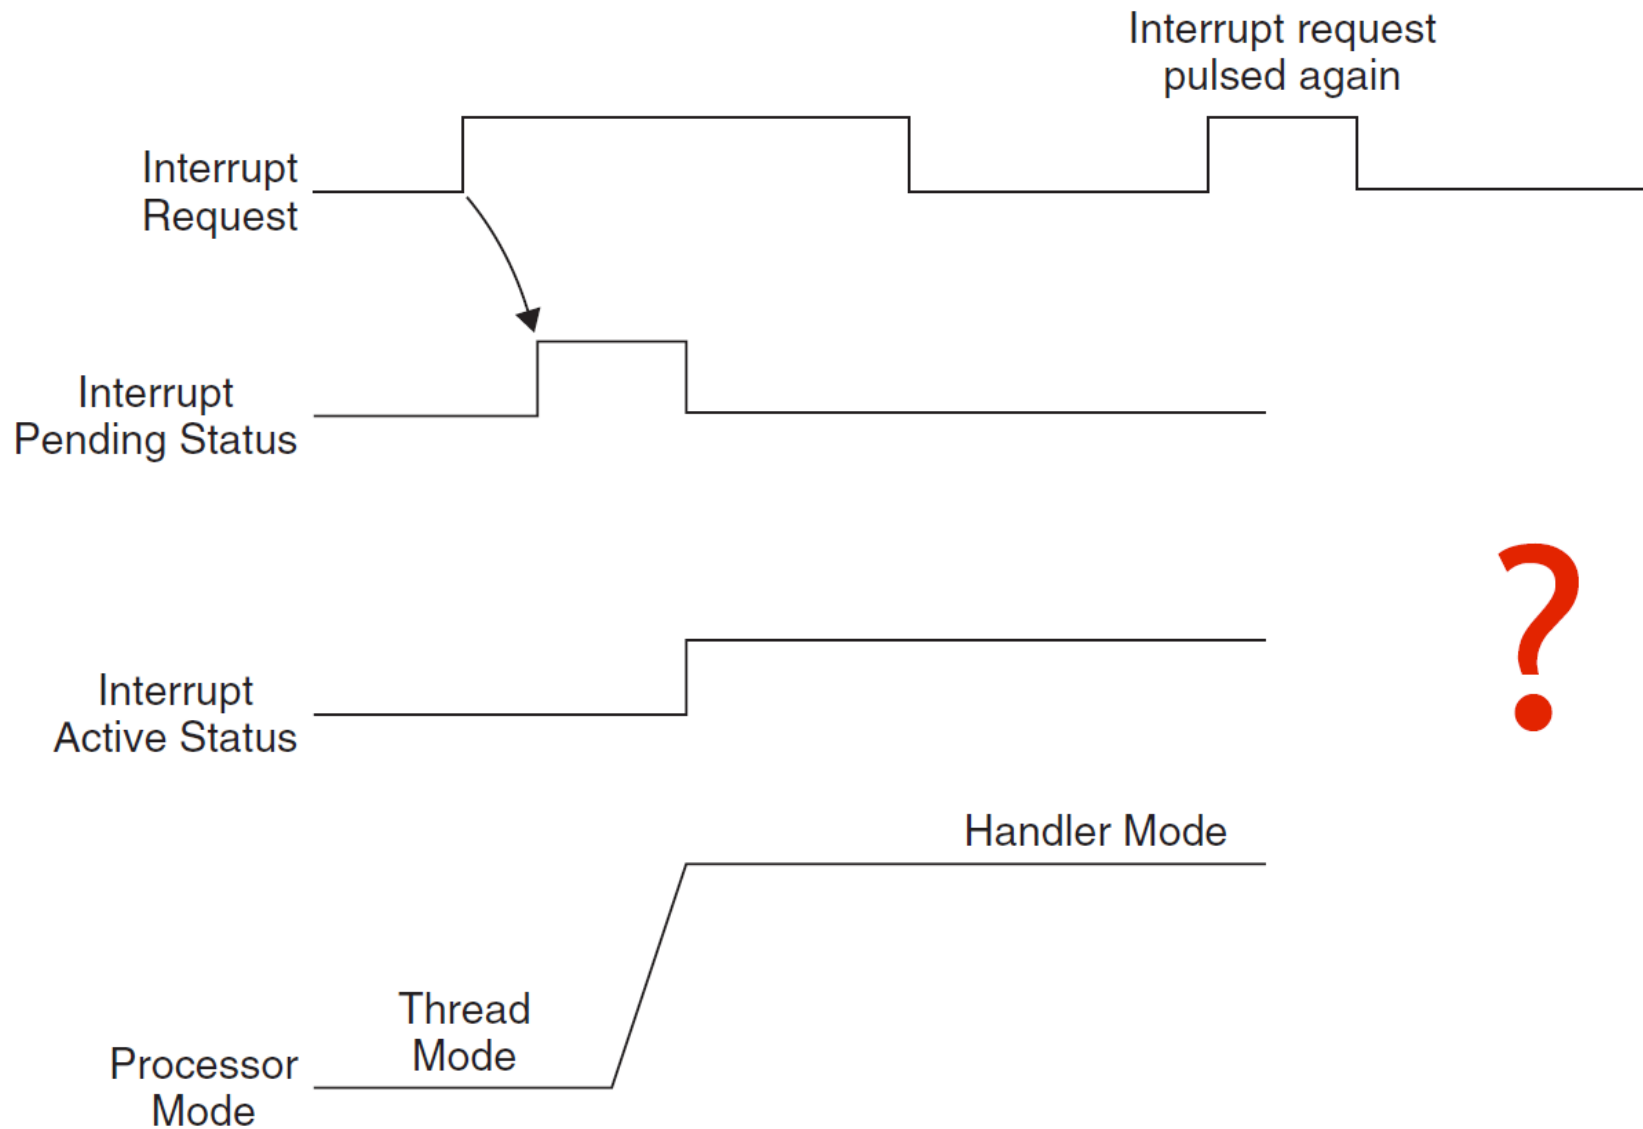 Interrupt request
pulsed again
Interrupt
Request
Interrupt
Pending Status
?
Interrupt
Active Status
Handler Mode
Thread
Mode
Processor
Mode